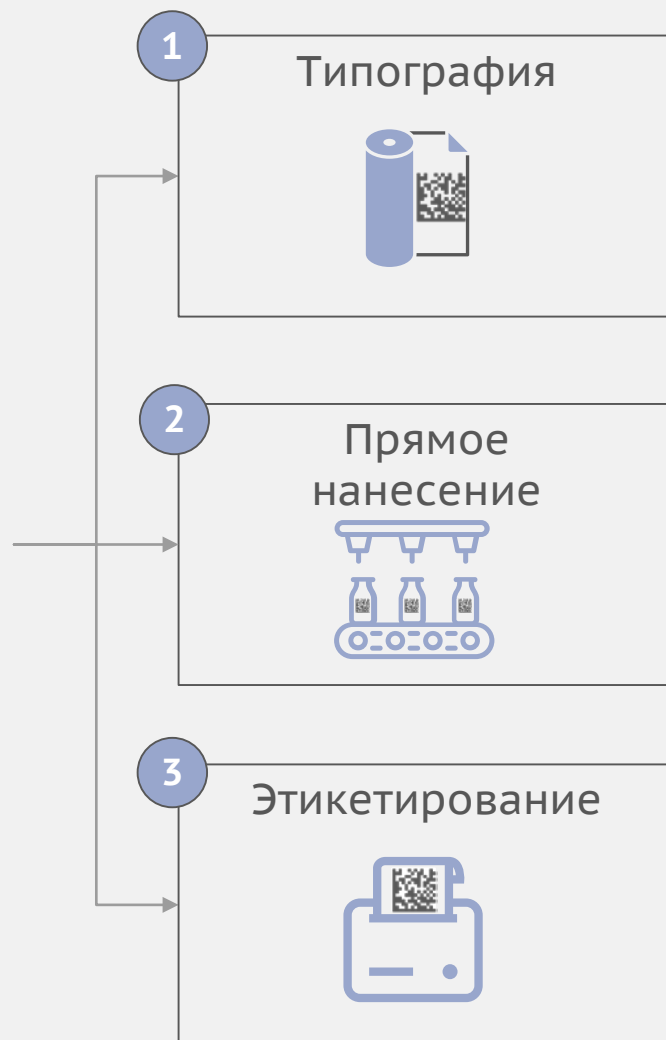 1
Типография
2
Прямое
нанесение
3
Этикетирование